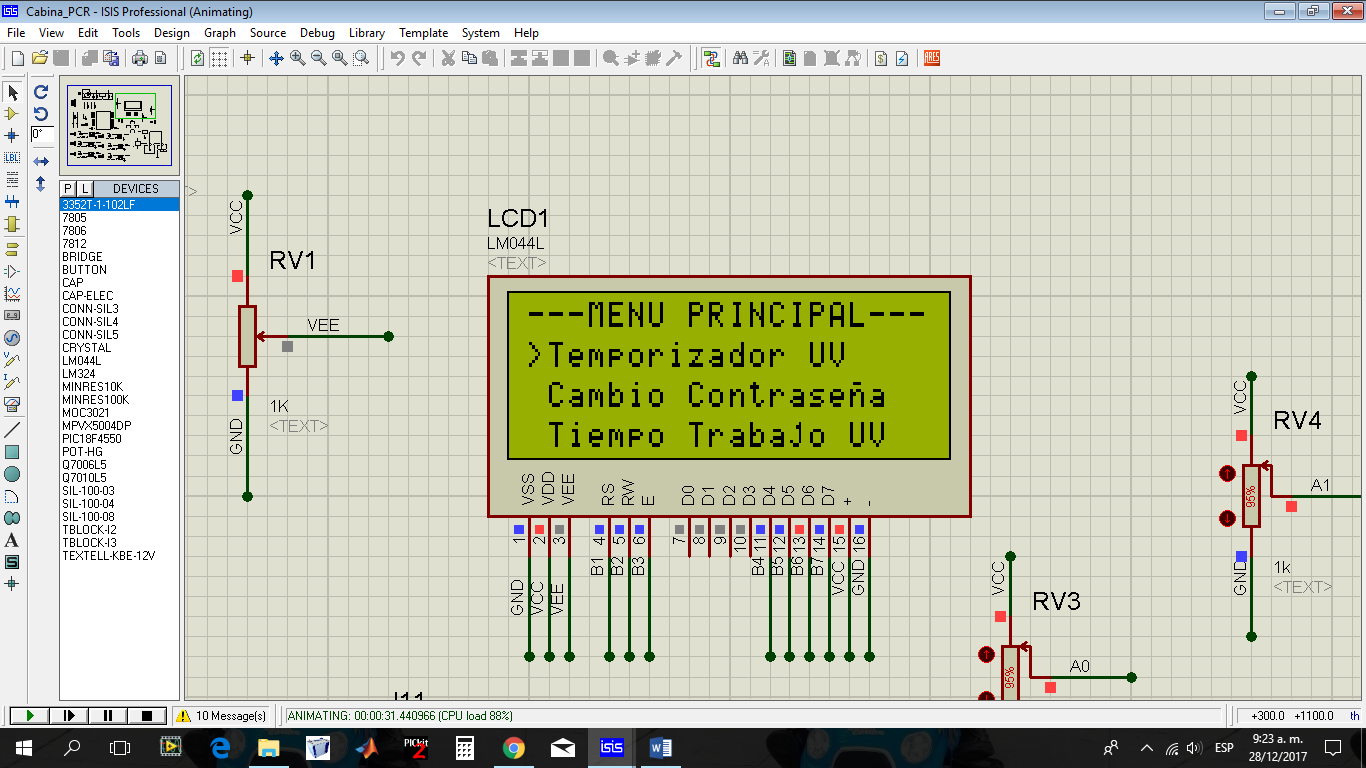 Cabina_PCR - ISIS Professional (Animating)
File View Edit Tools Design Graph Source Debug Library Template System Help
LBL
0°
P L DEVICES
3352T-1-102LF
7805
7806
7812
BRIDGE
BUTTON
CAP
CAP-ELEC
CONN-SIL3
CONN-SIL4
CONN-SIL5
CRYSTAL
LM044L
LM324
MINRES10K
MINRES100K
MOC3021
MPVX5004DP
PIC18F4550
POT-HG
Q7006L5
Q7010L5
SIL-100-03
SIL-100-04
SIL-100-08
TBLOCK-I2
TBLOCK-I3
TEXTELL-KBE-12V
VCC
RV1
VEE
1K
<TEXT>
GND
LCD1
LM044L
<TEXT>
---MENU PRINCIPAL---
>Temporizador UV
Cambio Contraseña
Tiempo Trabajo UV
VSS VDD VEE RS RW E D0 D1 D2 D3 D4 D5 D6 D7 + -
1 2 3 4 5 6 7 8 9 10 11 12 13 14 15 16
GND VCC VEE B1 B2 B3 B4 B5 B6 B7 VCC GND
VCC
RV4
95%
A1
1k
<TEXT>
GND
VCC
RV3
95%
A0
J11
10 Message(s)
ANIMATING: 00:00:31.440966 (CPU load 88%)
+300.0 +1100.0 th
ARES
PICkit 2
isis
ESP
9:23 a. m.
28/12/2017